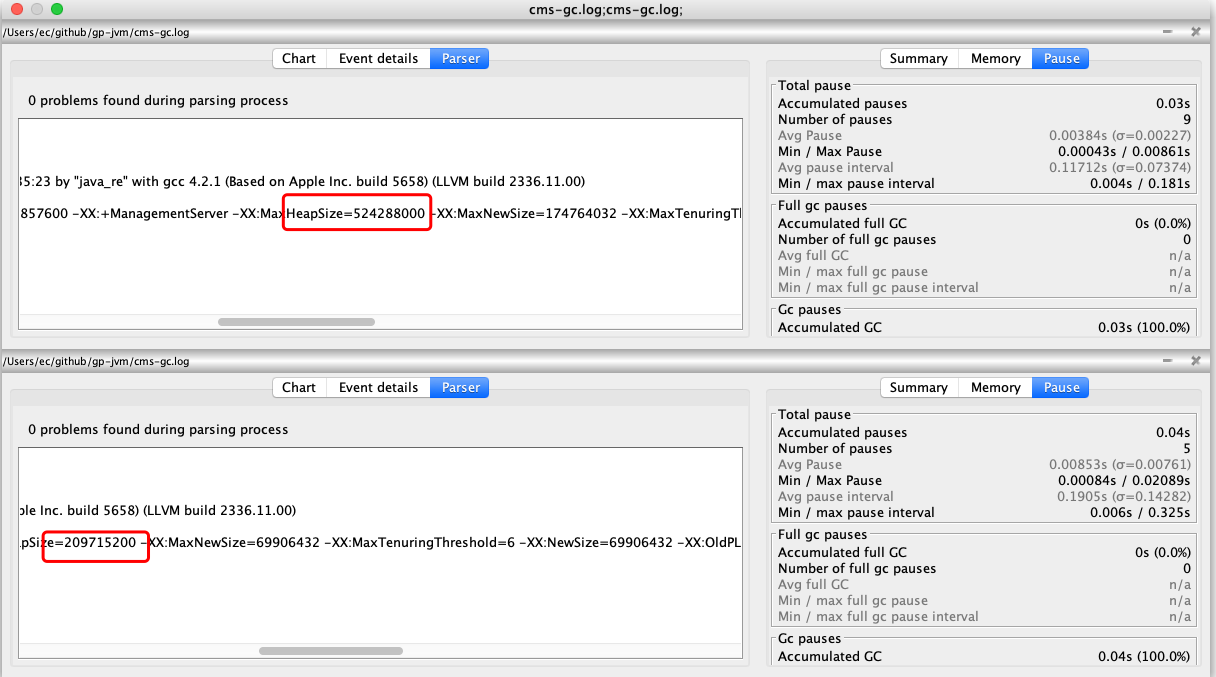 cms-gc.log;cms-gc.log;
/Users/ec/github/gp-jvm/cms-gc.log
Chart Event details Parser
0 problems found during parsing process
35:23 by "java_re" with gcc 4.2.1 (Based on Apple Inc. build 5658) (LLVM build 2336.11.00)
857600 -XX:+ManagementServer -XX:MaxHeapSize=524288000 -XX:MaxNewSize=174764032 -XX:MaxTenuringTl
Summary Memory Pause
Total pause
Accumulated pauses 0.03s
Number of pauses 9
Avg Pause 0.00384s (σ=0.00227)
Min / Max Pause 0.00043s / 0.00861s
Avg pause interval 0.11712s (σ=0.07374)
Min / max pause interval 0.004s / 0.181s
Full gc pauses
Accumulated full GC 0s (0.0%)
Number of full gc pauses 0
Avg full GC n/a
Min / max full gc pause n/a
Min / max full gc pause interval n/a
Gc pauses
Accumulated GC 0.03s (100.0%)
/Users/ec/github/gp-jvm/cms-gc.log
Chart Event details Parser
0 problems found during parsing process
ple Inc. build 5658) (LLVM build 2336.11.00)
pSize=209715200 -XX:MaxNewSize=69906432 -XX:MaxTenuringThreshold=6 -XX:NewSize=69906432 -XX:OldPL
Summary Memory Pause
Total pause
Accumulated pauses 0.04s
Number of pauses 5
Avg Pause 0.00853s (σ=0.00761)
Min / Max Pause 0.00084s / 0.02089s
Avg pause interval 0.1905s (σ=0.14282)
Min / max pause interval 0.006s / 0.325s
Full gc pauses
Accumulated full GC 0s (0.0%)
Number of full gc pauses 0
Avg full GC n/a
Min / max full gc pause n/a
Min / max full gc pause interval n/a
Gc pauses
Accumulated GC 0.04s (100.0%)